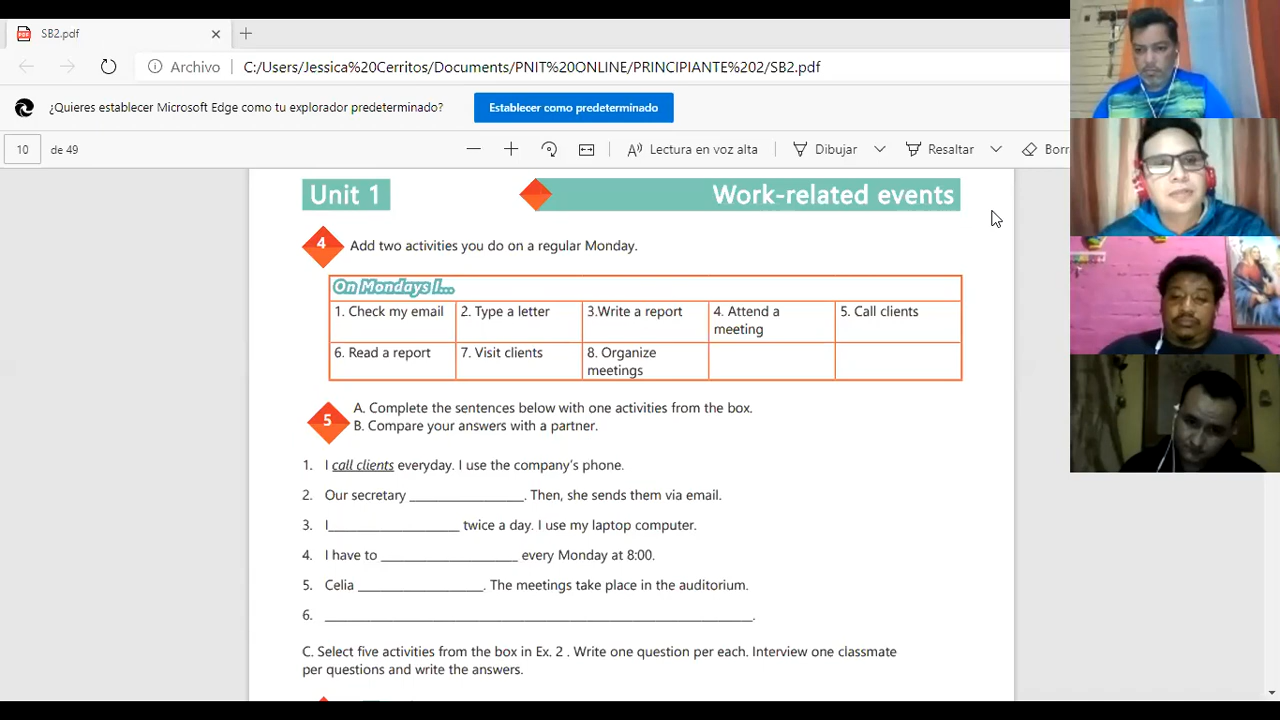 SB2.pdf
Archivo C:/Users/Jessica%20Cerritos/Documents/PNIT%20ONLINE/PRINCIPIANTE%202/SB2.pdf
¿Quieres establecer Microsoft Edge como tu explorador predeterminado? Establecer como predeterminado
10 de 49 Lectura en voz alta Dibujar Resaltar Borr
Unit 1 Work-related events
4 Add two activities you do on a regular Monday.
On Mondays I...
1. Check my email 2. Type a letter 3.Write a report 4. Attend a meeting 5. Call clients
6. Read a report 7. Visit clients 8. Organize meetings
5 A. Complete the sentences below with one activities from the box.
B. Compare your answers with a partner.
1. I call clients everyday. I use the company's phone.
2. Our secretary ___________________. Then, she sends them via email.
3. I______________________ twice a day. I use my laptop computer.
4. I have to _______________________ every Monday at 8:00.
5. Celia _____________________. The meetings take place in the auditorium.
6. ________________________________________________________________________.
C. Select five activities from the box in Ex. 2 . Write one question per each. Interview one classmate
per questions and write the answers.